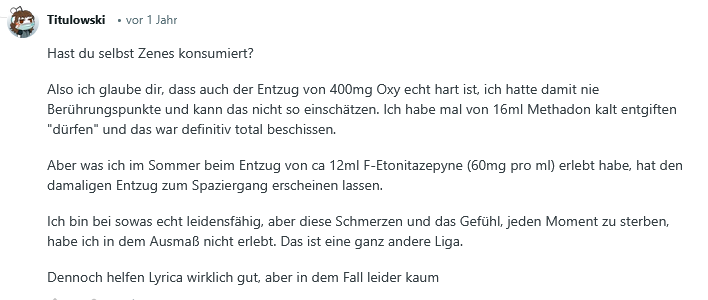 Titulowski • vor 1 Jahr
Hast du selbst Zenes konsumiert?
Also ich glaube dir, dass auch der Entzug von 400mg Oxy echt hart ist, ich hatte damit nie
Berührungspunkte und kann das nicht so einschätzen. Ich habe mal von 16ml Methadon kalt entgiften
"dürfen" und das war definitiv total beschissen.
Aber was ich im Sommer beim Entzug von ca 12ml F-Etonitazepyne (60mg pro ml) erlebt habe, hat den
damaligen Entzug zum Spaziergang erscheinen lassen.
Ich bin bei sowas echt leidensfähig, aber diese Schmerzen und das Gefühl, jeden Moment zu sterben,
habe ich in dem Ausmaß nicht erlebt. Das ist eine ganz andere Liga.
Dennoch helfen Lyrica wirklich gut, aber in dem Fall leider kaum